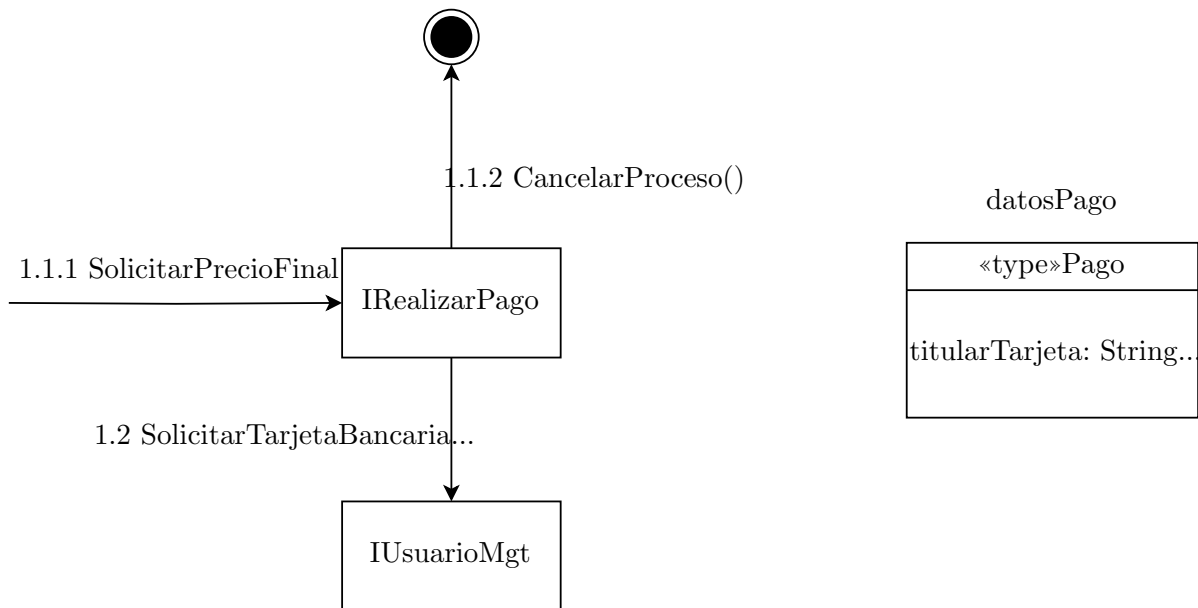 1.1.2 CancelarProceso()
datosPago
1.1.1 SolicitarPrecioFinal
«type»Pago
IRealizarPago
titularTarjeta: String...
1.2 SolicitarTarjetaBancaria...
IUsuarioMgt